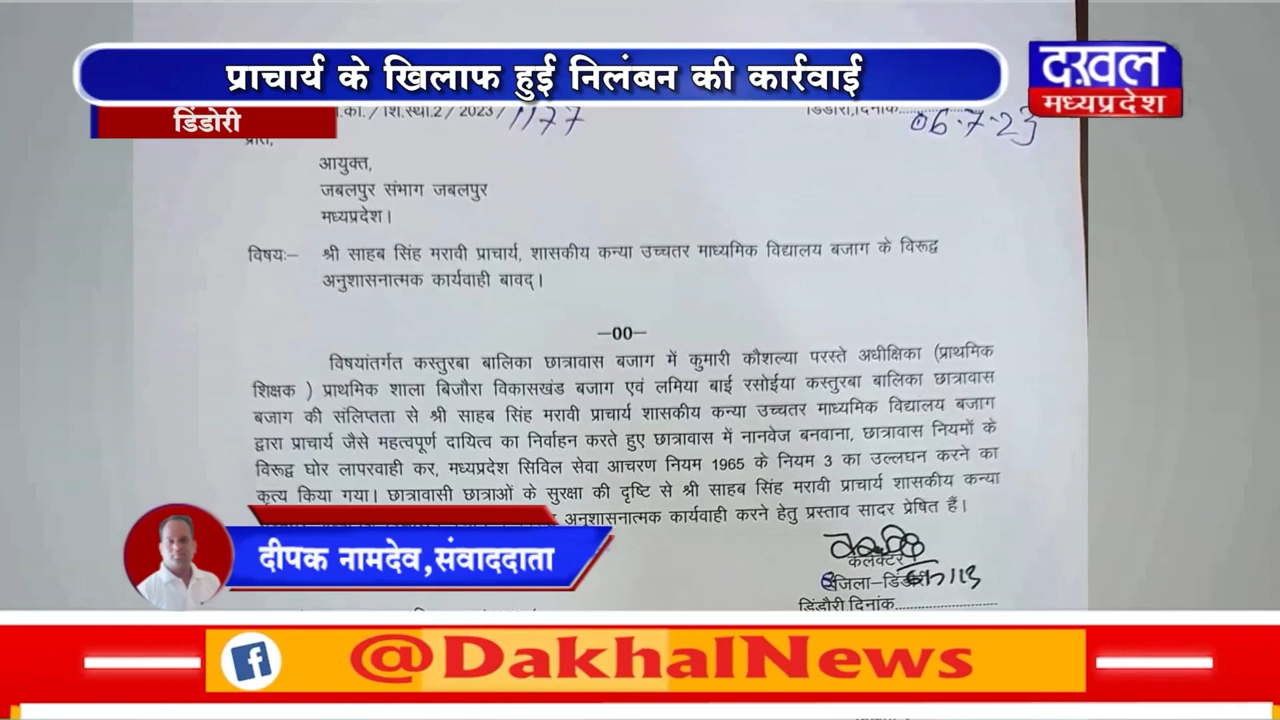 प्राचार्य के खिलाफ हुई निलंबन की कार्रवाई
दख़ल
मध्यप्रदेश
डिंडोरी
.का. / शि.स्था.2 / 2023 / 1177
डिंडोरी,दिनांक 06-7-23
प्रति,
आयुक्त,
जबलपुर संभाग जबलपुर
मध्यप्रदेश।
विषयः– श्री साहब सिंह मरावी प्राचार्य, शासकीय कन्या उच्चतर माध्यमिक विद्यालय बजाग के विरूद्व
अनुशासनात्मक कार्यवाही बावद्।
—00—
विषयांतर्गत कस्तुरबा बालिका छात्रावास बजाग में कुमारी कौशल्या परस्ते अधीक्षिका (प्राथमिक
शिक्षक ) प्राथमिक शाला बिजौरा विकासखंड बजाग एवं लमिया बाई रसोईया कस्तुरबा बालिका छात्रावास
बजाग की संलिप्तता से श्री साहब सिंह मरावी प्राचार्य शासकीय कन्या उच्चतर माध्यमिक विद्यालय बजाग
द्वारा प्राचार्य जैसे महत्वपूर्ण दायित्व का निर्वाहन करते हुए छात्रावास में नानवेज बनवाना, छात्रावास नियमों के
विरूद्व घोर लापरवाही कर, मध्यप्रदेश सिविल सेवा आचरण नियम 1965 के नियम 3 का उल्लघन करने का
कृत्य किया गया। छात्रावासी छात्राओं के सुरक्षा की दृष्टि से श्री साहब सिंह मरावी प्राचार्य शासकीय कन्या
अनुशासनात्मक कार्यवाही करने हेतु प्रस्ताव सादर प्रेषित हैं।
कलेक्टर
जिला–डिंडौरी
डिंडौरी दिनांक
दीपक नामदेव,संवाददाता
@DakhalNews